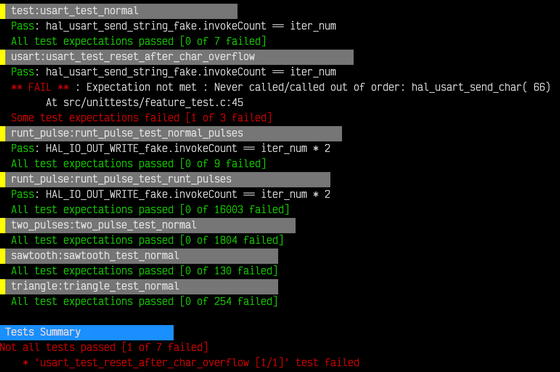 test:usart_test_normal
Pass: hal_usart_send_string_fake.invokeCount == iter_num
All test expectations passed [0 of 7 failed]
usart:usart_test_reset_after_char_overflow
Pass: hal_usart_send_string_fake.invokeCount == iter_num
** FAIL ** : Expectation not met : Never called/called out of order: hal_usart_send_char( 66)
At src/unittests/feature_test.c:45
Some test expectations failed [1 of 3 failed]
runt_pulse:runt_pulse_test_normal_pulses
Pass: HAL_IO_OUT_WRITE_fake.invokeCount == iter_num * 2
All test expectations passed [0 of 9 failed]
runt_pulse:runt_pulse_test_runt_pulses
Pass: HAL_IO_OUT_WRITE_fake.invokeCount == iter_num * 2
All test expectations passed [0 of 16003 failed]
two_pulses:two_pulse_test_normal
All test expectations passed [0 of 1804 failed]
sawtooth:sawtooth_test_normal
All test expectations passed [0 of 130 failed]
triangle:triangle_test_normal
All test expectations passed [0 of 254 failed]
Tests Summary
Not all tests passed [1 of 7 failed]
* 'usart_test_reset_after_char_overflow [1/1]' test failed